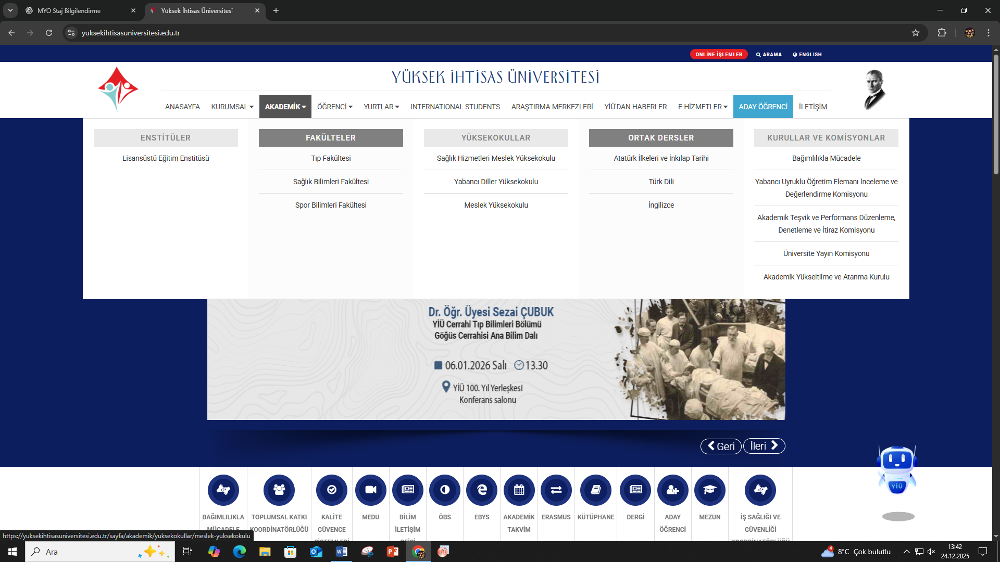 MYO Staj Bilgilendirme
Yüksek İhtisas Üniversitesi
yuksekihtisasuniversitesi.edu.tr
ONLİNE İŞLEMLER
ARAMA
ENGLISH
YÜKSEK İHTİSAS ÜNİVERSİTESİ
ANASAYFA
KURUMSAL
AKADEMİK
ÖĞRENCİ
YURTLAR
INTERNATIONAL STUDENTS
ARAŞTIRMA MERKEZLERİ
YİÜ'DAN HABERLER
E-HİZMETLER
ADAY ÖĞRENCİ
İLETİŞİM
ENSTİTÜLER
Lisansüstü Eğitim Enstitüsü
FAKÜLTELER
Tıp Fakültesi
Sağlık Bilimleri Fakültesi
Spor Bilimleri Fakültesi
YÜKSEKOKULLAR
Sağlık Hizmetleri Meslek Yüksekokulu
Yabancı Diller Yüksekokulu
Meslek Yüksekokulu
ORTAK DERSLER
Atatürk İlkeleri ve İnkılap Tarihi
Türk Dili
İngilizce
KURULLAR VE KOMİSYONLAR
Bağımlılıkla Mücadele
Yabancı Uyruklu Öğretim Elemanı İnceleme ve
Değerlendirme Komisyonu
Akademik Teşvik ve Performans Düzenleme,
Denetleme ve İtiraz Komisyonu
Üniversite Yayın Komisyonu
Akademik Yükseltilme ve Atanma Kurulu
Dr. Öğr. Üyesi Sezai ÇUBUK
YİÜ Cerrahi Tıp Bilimleri Bölümü
Göğüs Cerrahisi Ana Bilim Dalı
06.01.2026 Salı
13.30
YİÜ 100. Yıl Yerleşkesi
Konferans salonu
Geri
İleri
YİÜ
BAĞIMLILIKLA
MÜCADELE
TOPLUMSAL KATKI
KOORDİNATÖRLÜĞÜ
KALİTE
GÜVENCE
SİSTEMLERİ
MEDU
BİLİM
İLETİŞİM
OFİSİ
ÖBS
EBYS
AKADEMİK
TAKVİM
ERASMUS
KÜTÜPHANE
DERGİ
ADAY
ÖĞRENCİ
MEZUN
İŞ SAĞLIĞI VE
GÜVENLİĞİ
KOORDİNATÖRLÜĞÜ
https://yuksekihtisasuniversitesi.edu.tr/sayfa/akademik/yuksekokullar/meslek-yuksekokulu
Ara
4
8°C Çok bulutlu
13:42
24.12.2025